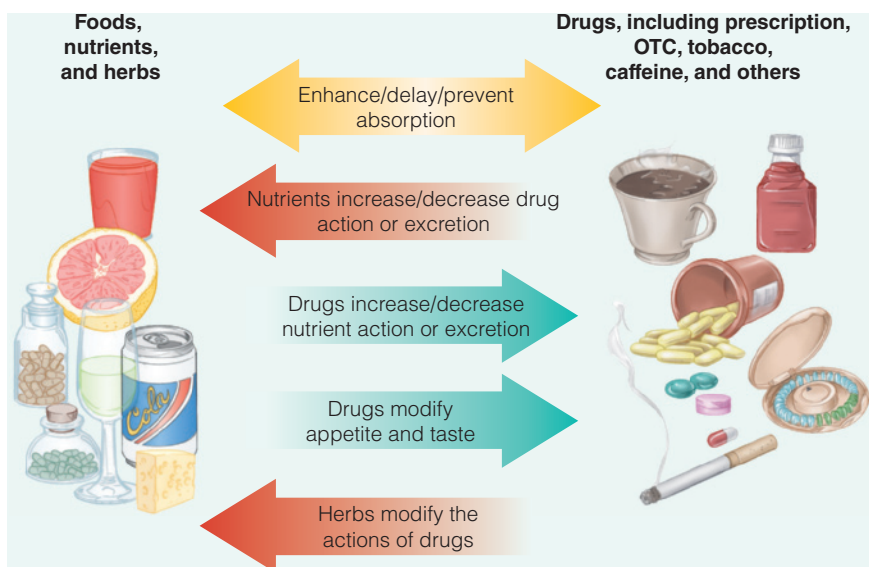 Foods,
nutrients,
and herbs
Drugs, including prescription,
OTC, tobacco,
caffeine, and others
Enhance/delay/prevent
absorption
Nutrients increase/decrease drug
action or excretion
Drugs increase/decrease
nutrient action or excretion
Drugs modify
appetite and taste
Cola
Herbs modify the
actions of drugs